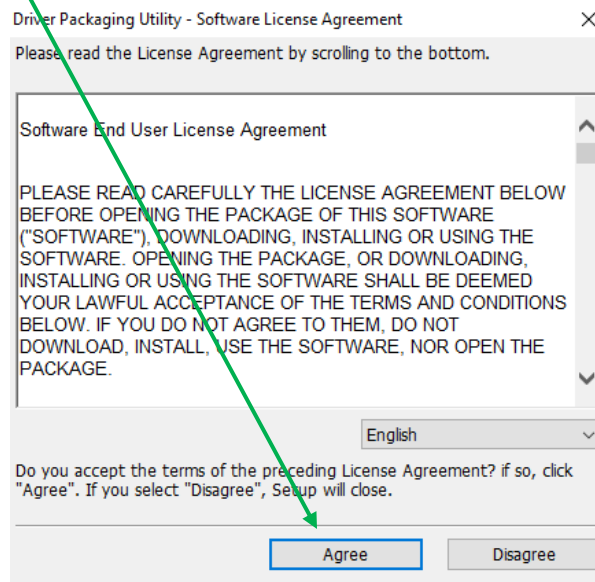 Driver Packaging Utility - Software License Agreement
Please read the License Agreement by scrolling to the bottom.
Software End User License Agreement
PLEASE READ CAREFULLY THE LICENSE AGREEMENT BELOW
BEFORE OPENING THE PACKAGE OF THIS SOFTWARE
("SOFTWARE"), DOWNLOADING, INSTALLING OR USING THE
SOFTWARE. OPENING THE PACKAGE, OR DOWNLOADING,
INSTALLING OR USING THE SOFTWARE SHALL BE DEEMED
YOUR LAWFUL ACCEPTANCE OF THE TERMS AND CONDITIONS
BELOW. IF YOU DO NOT AGREE TO THEM, DO NOT
DOWNLOAD, INSTALL, USE THE SOFTWARE, NOR OPEN THE
PACKAGE.
English
Do you accept the terms of the preceding License Agreement? if so, click
"Agree". If you select "Disagree", Setup will close.
Agree
Disagree